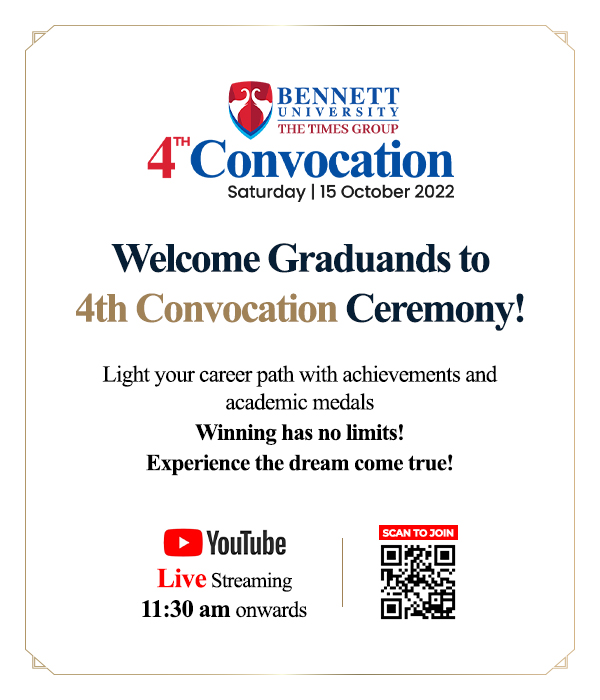 BENNETT
UNIVERSITY
THE TIMES GROUP
4TH Convocation
Saturday | 15 October 2022
Welcome Graduands to
4th Convocation Ceremony!
Light your career path with achievements and
academic medals
Winning has no limits!
Experience the dream come true!
YouTube
Live Streaming
11:30 am onwards
SCAN TO JOIN